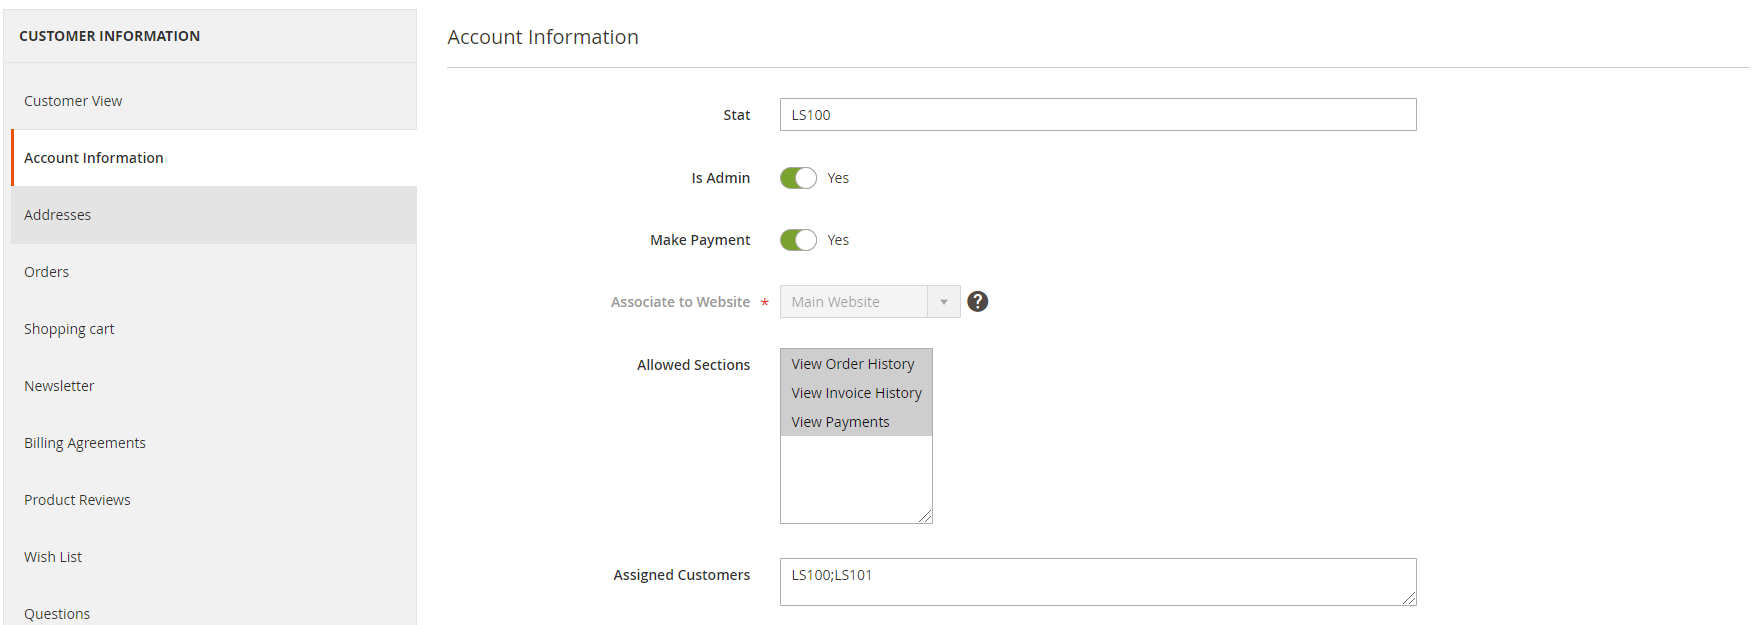 CUSTOMER INFORMATION
Customer View
Account Information
Addresses
Orders
Shopping cart
Newsletter
Billing Agreements
Product Reviews
Wish List
Questions
Account Information
Stat LS100
Is Admin Yes
Make Payment Yes
Associate to Website * Main Website ?
Allowed Sections View Order History
View Invoice History
View Payments
Assigned Customers LS100;LS101